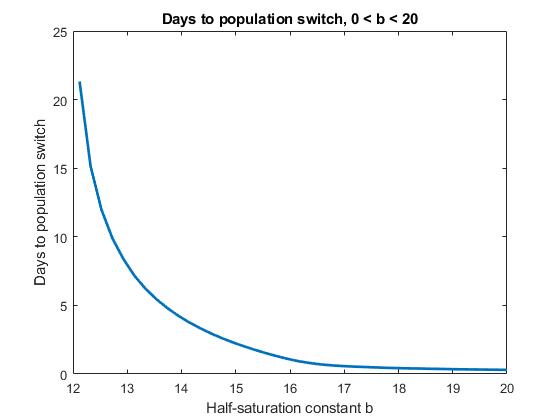 Days to population switch, 0 < b < 20
25
20
15
10
5
0
Days to population switch
12 13 14 15 16 17 18 19 20
Half-saturation constant b